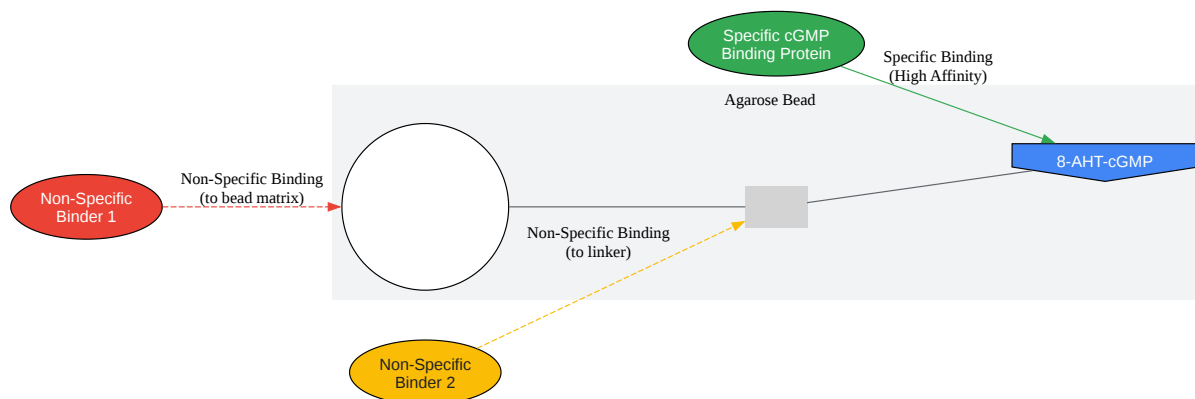 Specific cGMP
Binding Protein
Specific Binding
(High Affinity)
Agarose Bead
8-AHT-cGMP
Non-Specific Binding
(to bead matrix)
Non-Specific
Binder 1
Non-Specific Binding
(to linker)
Non-Specific
Binder 2